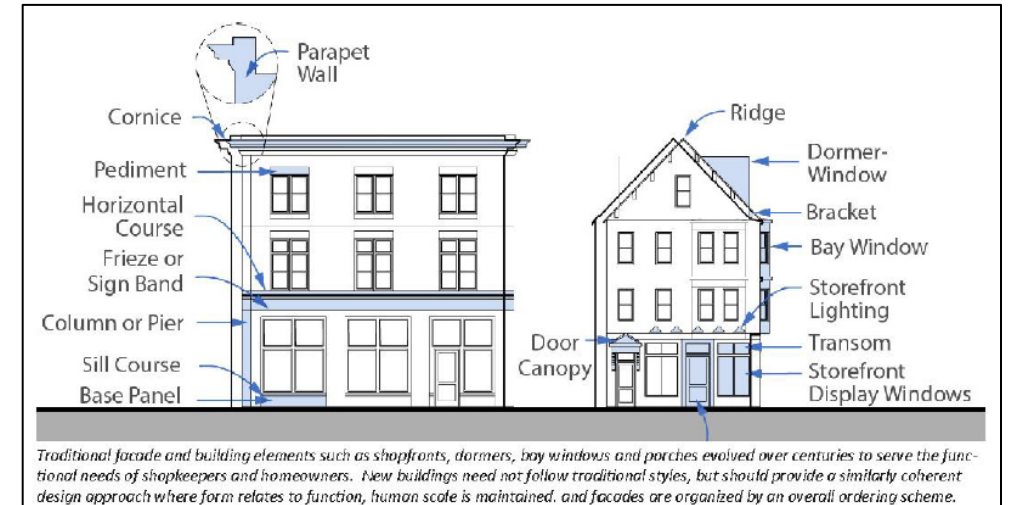 Parapet
Wall
Cornice
Pediment
Horizontal
Course
Frieze or
Sign Band
Column or Pier
Sill Course
Base Panel
Ridge
Dormer-
Window
Bracket
Bay Window
Storefront
Lighting
Door
Canopy
Transom
Storefront
Display Windows
Traditional facade and building elements such as shopfronts, dormers, bay windows and porches evolved over centuries to serve the func-
tional needs of shopkeepers and homeowners. New buildings need not follow traditional styles, but should provide a similarly coherent
design approach where form relates to function, human scale is maintained. and facades are organized by an overall ordering scheme.